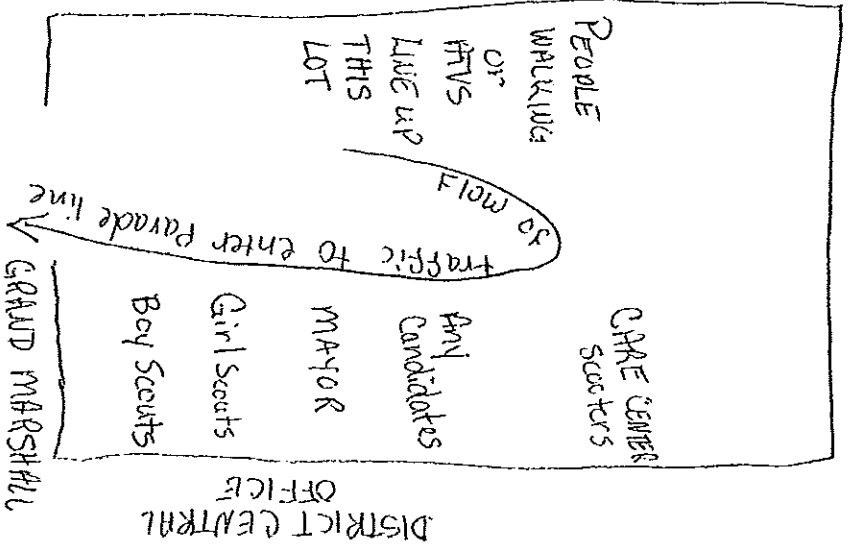 PEOPLE
WALKING
or
ATVS
LINE UP
THIS
LOT
Flow of traffic to enter Parade line
CARE CENTER
Scooters
Any
Candidates
MAYOR
Girl Scouts
Boy Scouts
GRAND MARSHALL
DISTRICT CENTRAL
OFFICE